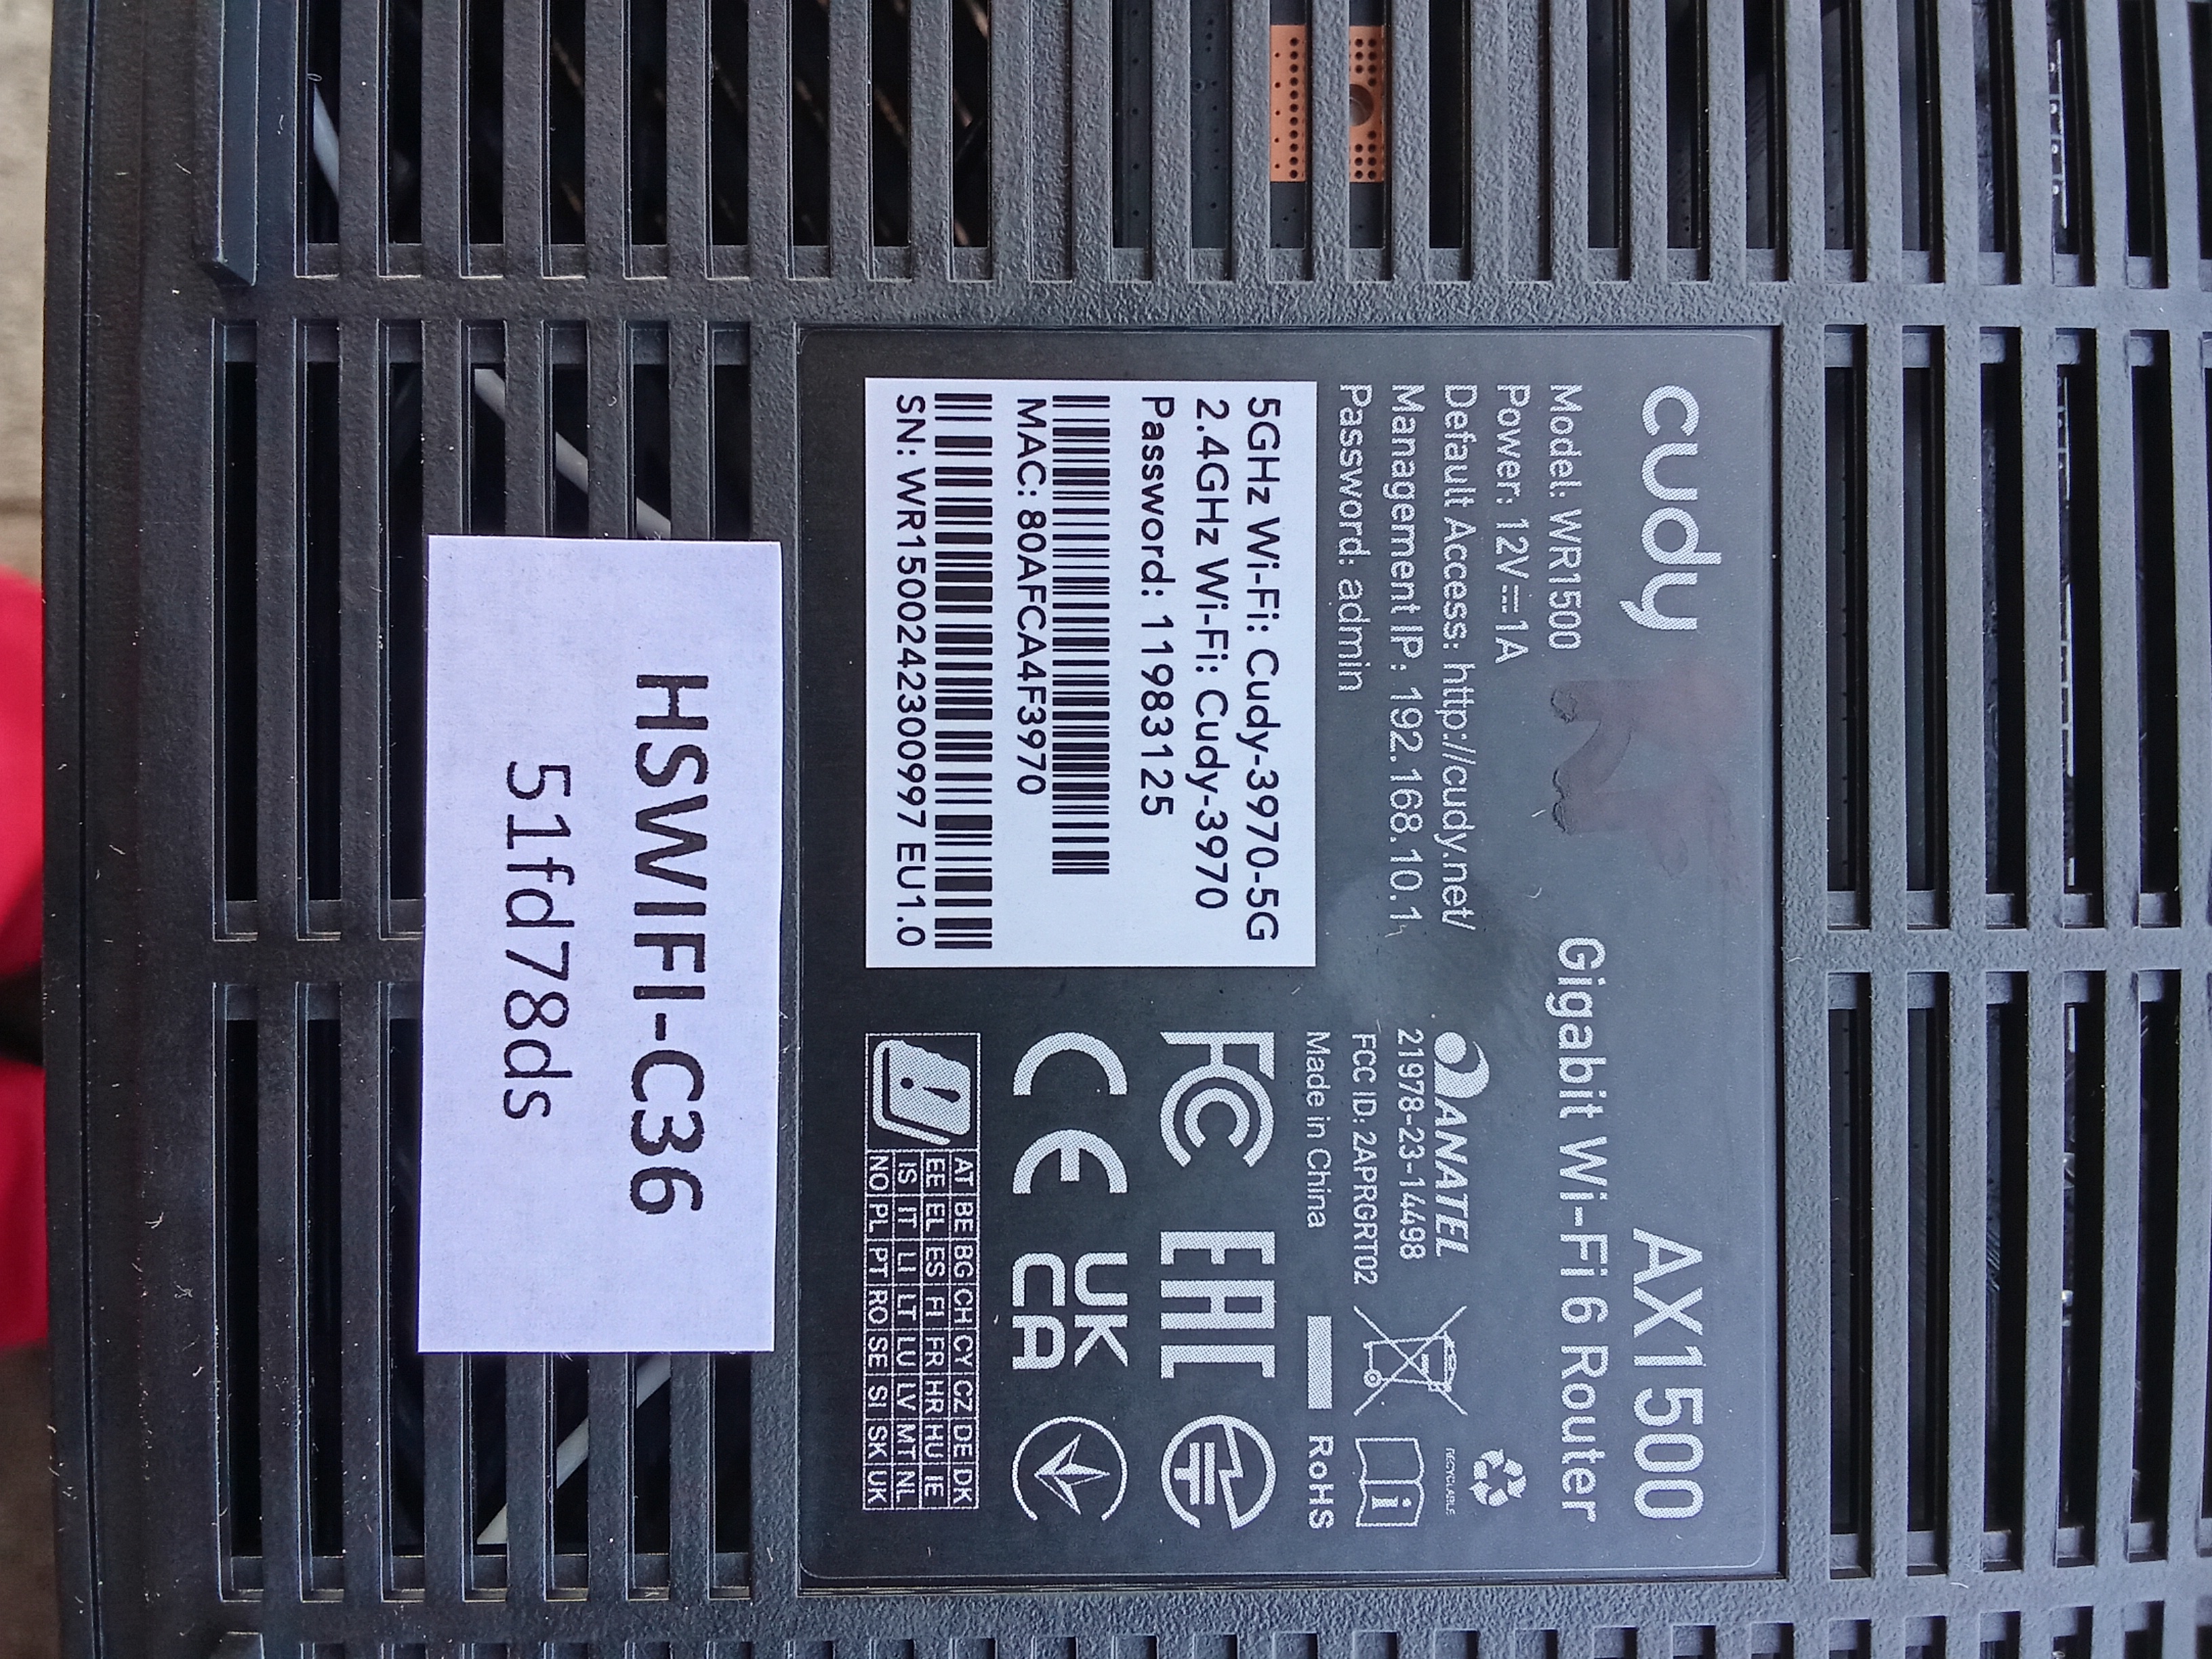 cudy
AX1500
Gigabit Wi-Fi 6 Router
Model: WR1500
Power: 12V⎓1A
Default Access: http://cudy.net/
Management IP: 192.168.10.1
Password: admin
5GHz Wi-Fi: Cudy-3970-5G
2.4GHz Wi-Fi: Cudy-3970
Password: 11983125
MAC: 80AFCA4F3970
SN: WR1500242300997 EU1.0
ANATEL
21978-23-14498
FCC ID: 2APRGRT02
Made in China
RECYCLABLE
RoHS
FC
EAC
CE
UK
CA
AT BE BG CH CY CZ DE DK
EE EL ES FI FR HR HU IE
IS IT LI LT LU LV MT NL
NO PL PT RO SE SI SK UK
HSWIFI-C36
51fd78ds